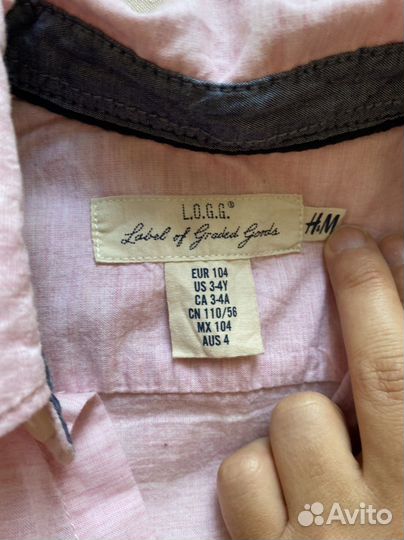 L.O.G.G.®
Label of Graded Goods
H&M
EUR 104
US 3-4Y
CA 3-4A
CN 110/56
MX 104
AUS 4
Avito